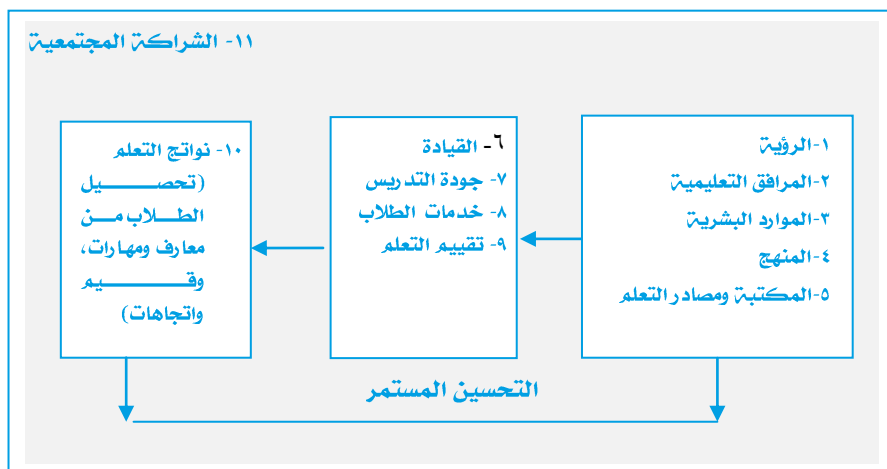 ١١- الشراكة المجتمعية
١-الرؤية
٢-المرافق التعليمية
٣-الموارد البشرية
٤-المنهج
٥-المكتبة ومصادر التعلم
٦- القيادة
٧- جودة التدريس
٨- خدمات الطلاب
٩- تقييم التعلم
١٠- نواتج التعلم
(تحصيل
الطلاب من
معارف ومهارات،
وقيم
واتجاهات)
التحسين المستمر